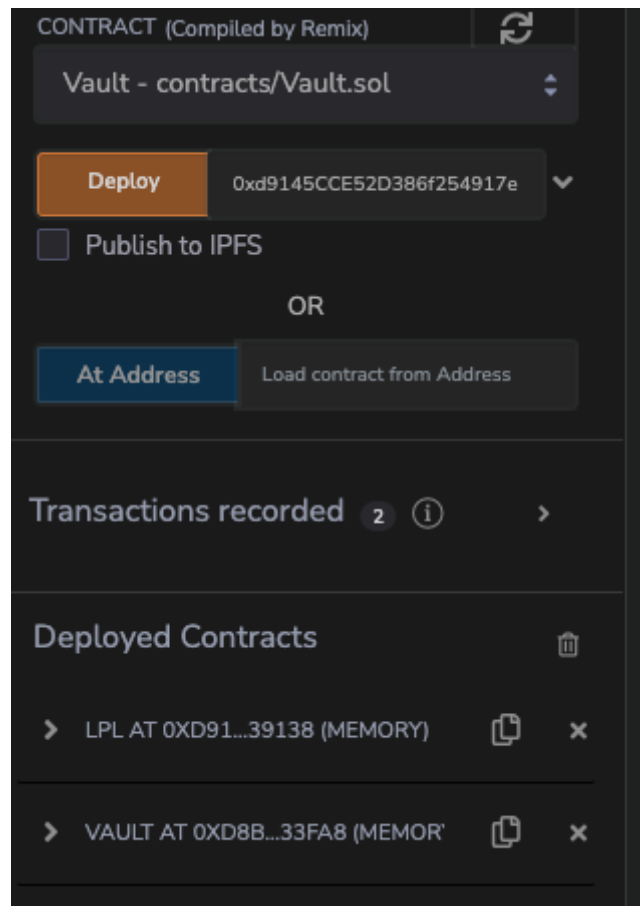 CONTRACT (Compiled by Remix)
Vault - contracts/Vault.sol
Deploy 0xd9145CCE52D386f254917e
Publish to IPFS
OR
At Address Load contract from Address
Transactions recorded 2 i
Deployed Contracts
LPL AT 0XD91...39138 (MEMORY)
VAULT AT 0XD8B...33FA8 (MEMOR